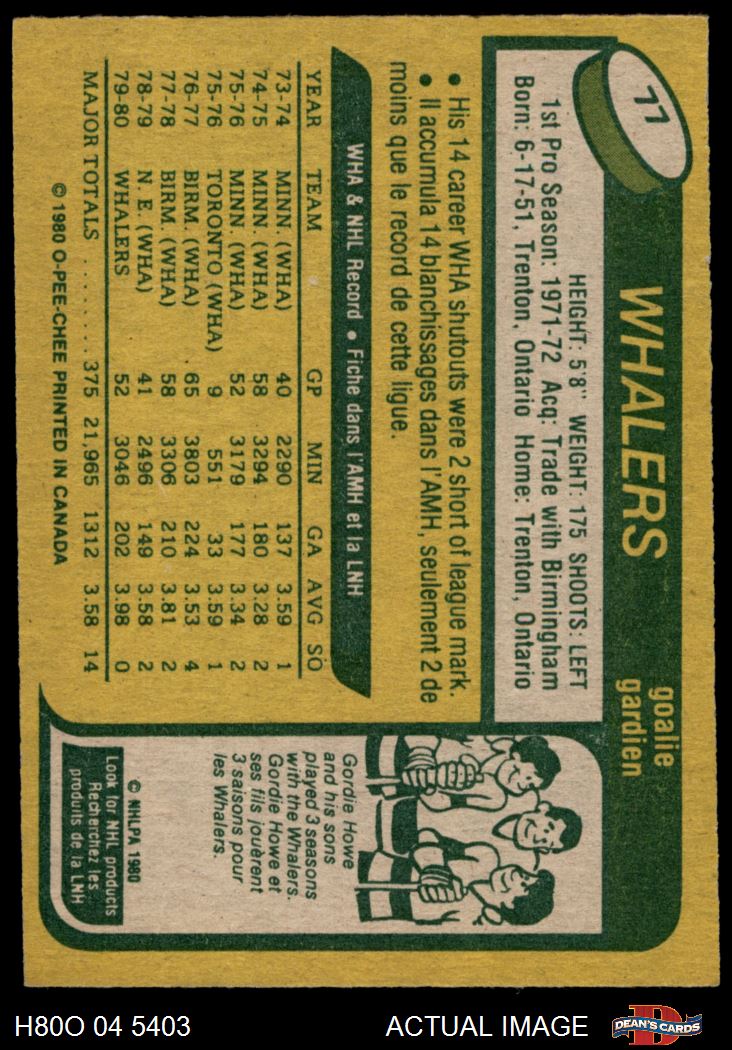 77
WHALERS
goalie
gardien
HEIGHT: 5'8" WEIGHT: 175 SHOOTS: LEFT
1st Pro Season: 1971-72 Acq: Trade with Birmingham
Born: 6-17-51, Trenton, Ontario Home: Trenton, Ontario
• His 14 career WHA shutouts were 2 short of league mark.
• Il accumula 14 blanchissages dans l'AMH, seulement 2 de
moins que le record de cette ligue.
WHA & NHL Record • Fiche dans l'AMH et la LNH
YEAR TEAM GP MIN GA AVG SO
73-74 MINN. (WHA) 40 2290 137 3.59 1
74-75 MINN. (WHA) 58 3294 180 3.28 2
75-76 MINN. (WHA) 52 3179 177 3.34 2
75-76 TORONTO (WHA) 9 551 33 3.59 1
76-77 BIRM. (WHA) 65 3803 224 3.53 4
77-78 BIRM. (WHA) 58 3306 210 3.81 2
78-79 N. E. (WHA) 41 2496 149 3.58 2
79-80 WHALERS 52 3046 202 3.98 0
MAJOR TOTALS ........ 375 21,965 1312 3.58 14
© 1980 O-PEE-CHEE PRINTED IN CANADA
Gordie Howe
and his sons
played 3 seasons
with the Whalers.
Gordie Howe et
ses fils jouèrent
3 saisons pour
les Whalers.
© NHLPA 1980
Look for NHL products
Recherchez les
produits de la LNH
H80O 04 5403
ACTUAL IMAGE
D
DEAN'S CARDS